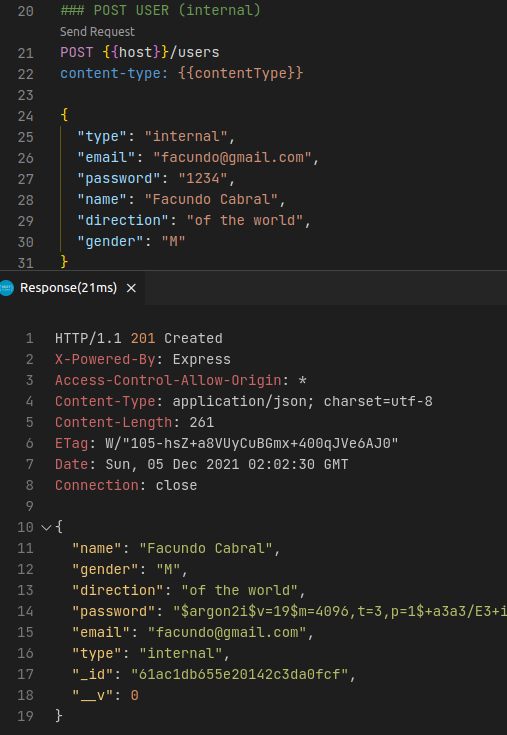 20 ### POST USER (internal)
Send Request
21 POST {{host}}/users
22 content-type: {{contentType}}
23
24 {
25 "type": "internal",
26 "email": "facundo@gmail.com",
27 "password": "1234",
28 "name": "Facundo Cabral",
29 "direction": "of the world",
30 "gender": "M"
31 }
Response(21ms) ×
1 HTTP/1.1 201 Created
2 X-Powered-By: Express
3 Access-Control-Allow-Origin: *
4 Content-Type: application/json; charset=utf-8
5 Content-Length: 261
6 ETag: W/"105-hsZ+a8VUyCuBGmx+400qJVe6AJ0"
7 Date: Sun, 05 Dec 2021 02:02:30 GMT
8 Connection: close
9
10 {
11 "name": "Facundo Cabral",
12 "gender": "M",
13 "direction": "of the world",
14 "password": "$argon2i$v=19$m=4096,t=3,p=1$+a3a3/E3+i
15 "email": "facundo@gmail.com",
16 "type": "internal",
17 "_id": "61ac1db655e20142c3da0fcf",
18 "__v": 0
19 }